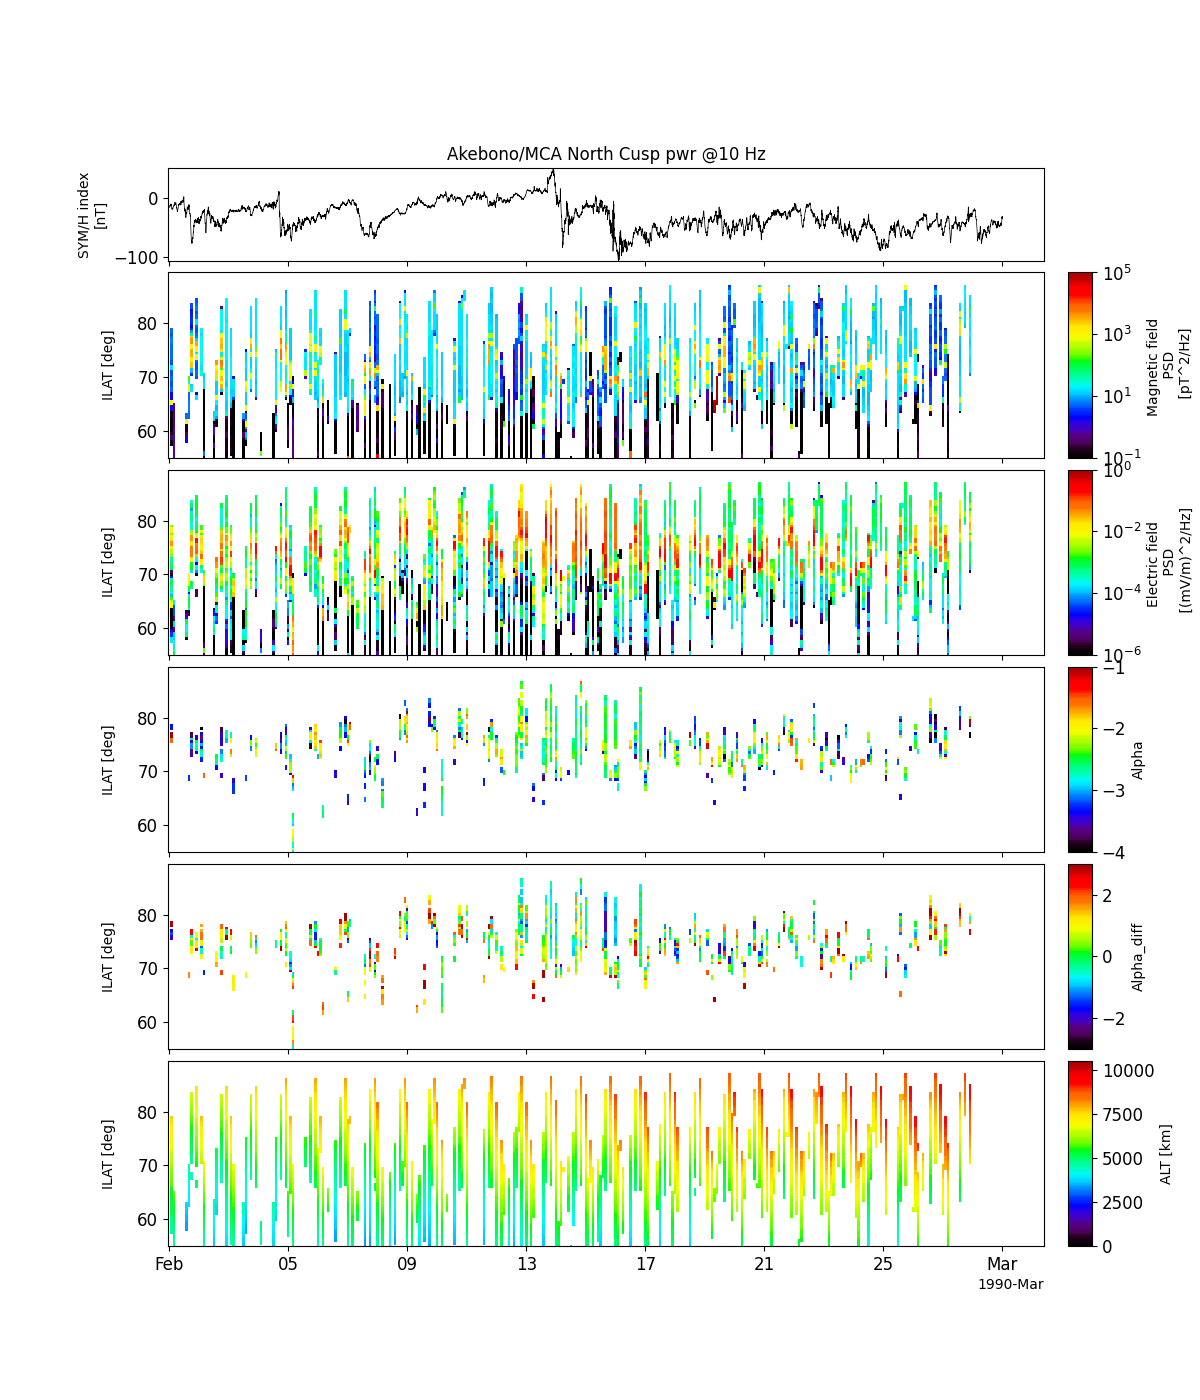 Akebono/MCA North Cusp pwr @10 Hz
SYM/H index
[nT]
0
−100
ILAT [deg]
80
70
60
10^5
10^3
10^1
10^−1
Magnetic field
PSD
[pT^2/Hz]
ILAT [deg]
80
70
60
10^0
10^−2
10^−4
10^−6
Electric field
PSD
[(mV/m)^2/Hz]
ILAT [deg]
80
70
60
−1
−2
−3
−4
Alpha
ILAT [deg]
80
70
60
2
0
−2
Alpha_diff
ILAT [deg]
80
70
60
10000
7500
5000
2500
0
ALT [km]
Feb 05 09 13 17 21 25 Mar
1990-Mar